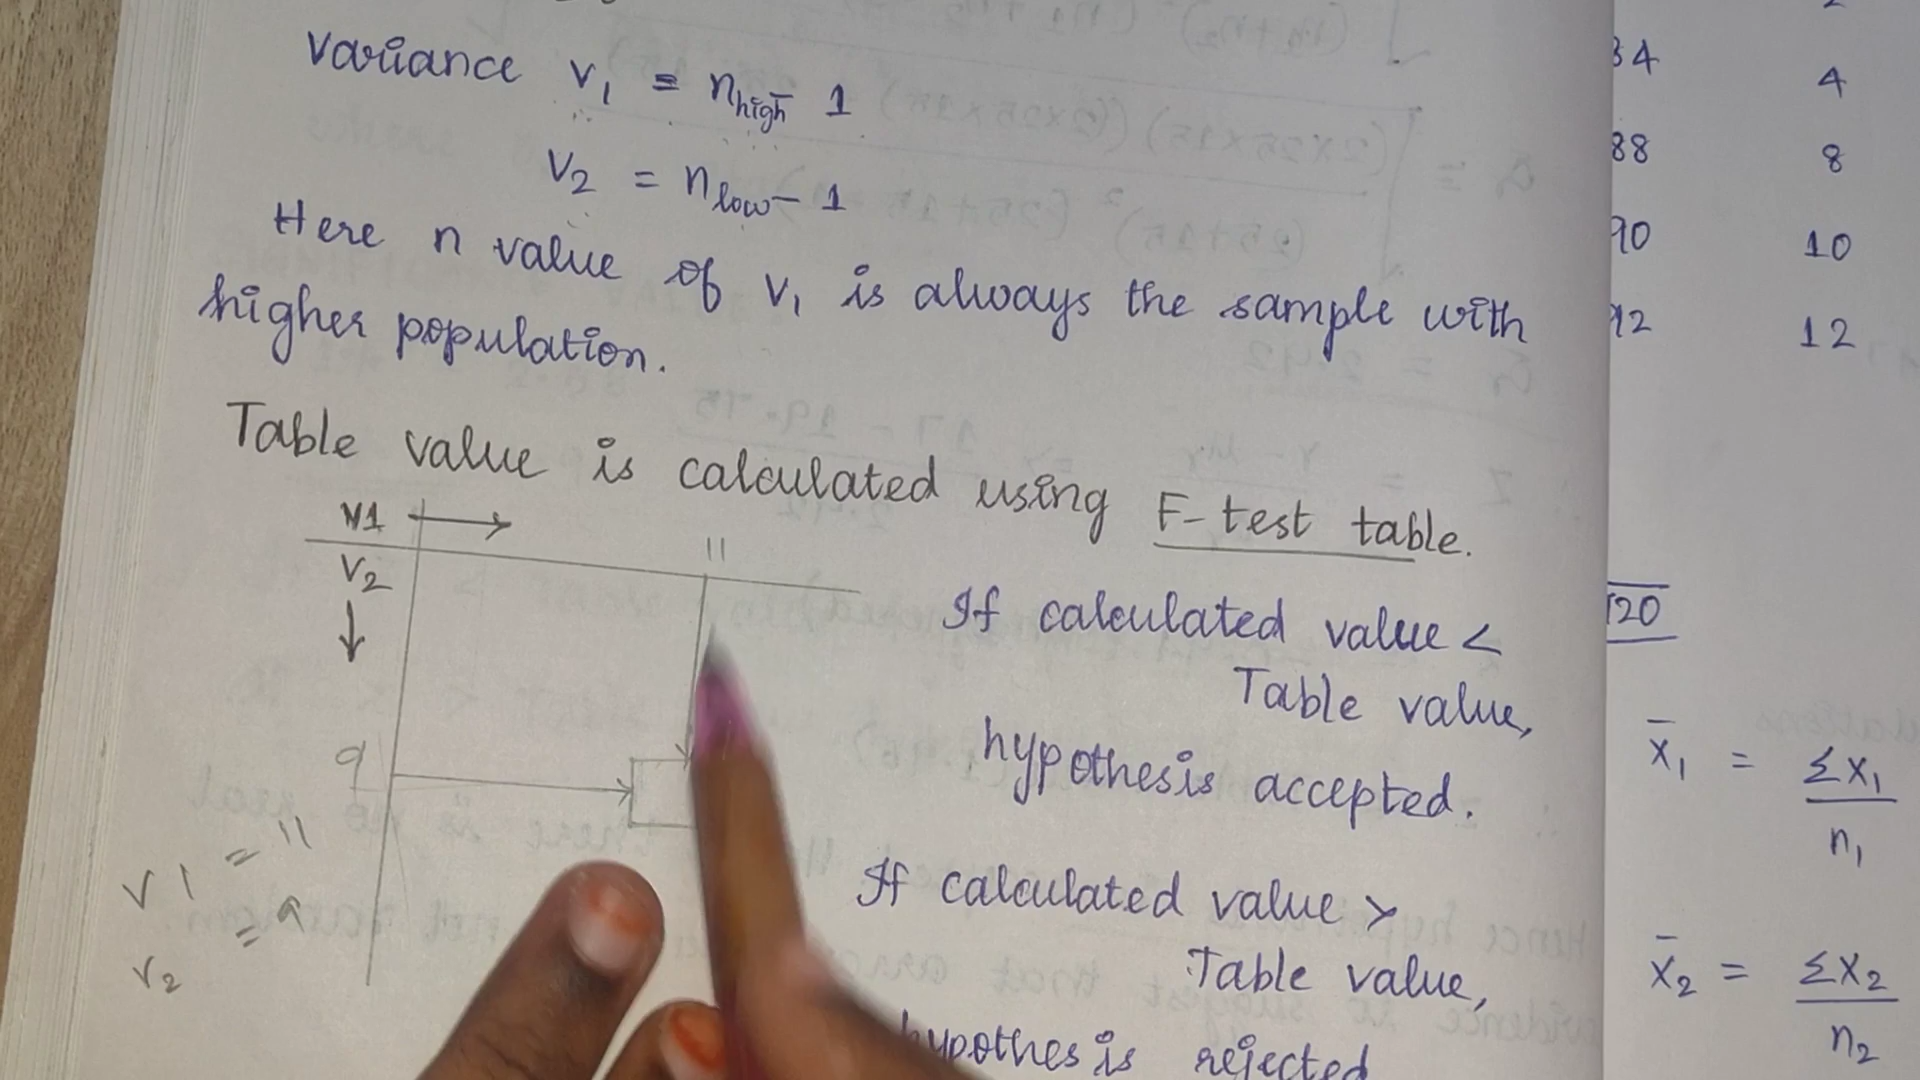 Variance v1 = nhigh - 1
V2 = nlow - 1
Here n value of v1 is always the sample with
higher population.
Table value is calculated using F-test table.
V1 →
V2
↓
11
9
V1 = 11
V2 = 9
If calculated value <
Table value,
hypothesis accepted.
If calculated value >
Table value,
hypothesis is rejected
84 4
88 8
90 10
92 12
120
x̄1 = Σx1
n1
x̄2 = Σx2
n2